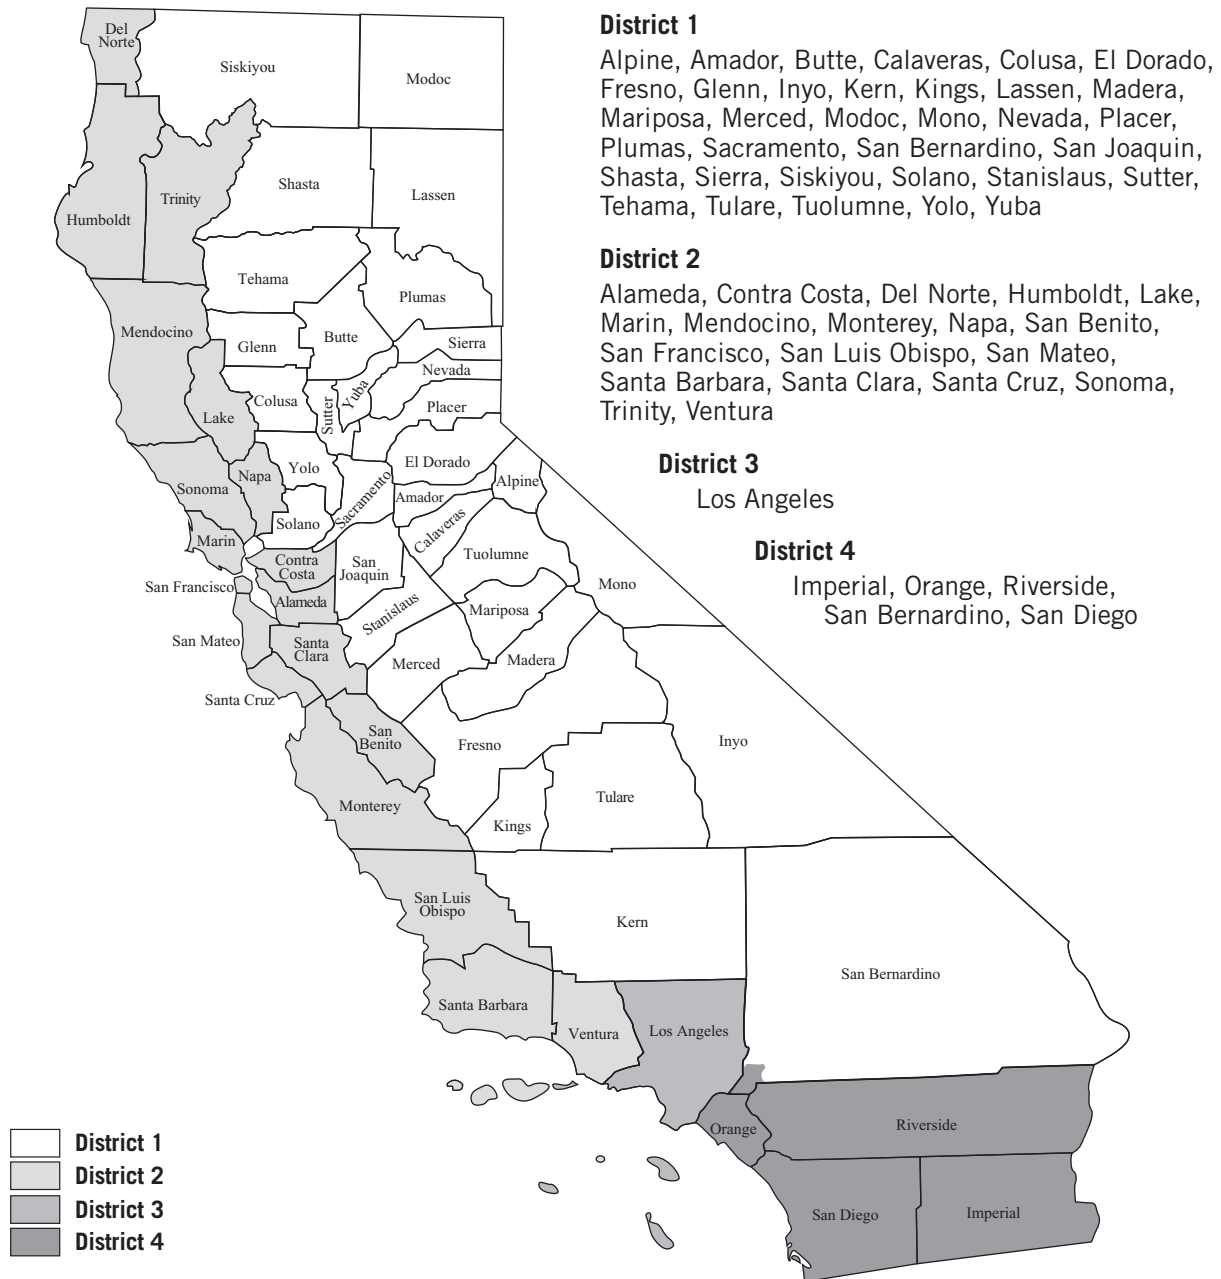 District 1
Alpine, Amador, Butte, Calaveras, Colusa, El Dorado,
Fresno, Glenn, Inyo, Kern, Kings, Lassen, Madera,
Mariposa, Merced, Modoc, Mono, Nevada, Placer,
Plumas, Sacramento, San Bernardino, San Joaquin,
Shasta, Sierra, Siskiyou, Solano, Stanislaus, Sutter,
Tehama, Tulare, Tuolumne, Yolo, Yuba
District 2
Alameda, Contra Costa, Del Norte, Humboldt, Lake,
Marin, Mendocino, Monterey, Napa, San Benito,
San Francisco, San Luis Obispo, San Mateo,
Santa Barbara, Santa Clara, Santa Cruz, Sonoma,
Trinity, Ventura
District 3
Los Angeles
District 4
Imperial, Orange, Riverside,
San Bernardino, San Diego
Del
Norte
Siskiyou
Modoc
Humboldt
Trinity
Shasta
Lassen
Tehama
Plumas
Mendocino
Glenn
Butte
Sierra
Nevada
Yuba
Placer
Sutter
Colusa
Lake
El Dorado
Yolo
Napa
Sonoma
Sacramento
Amador
Alpine
Solano
Calaveras
Marin
Contra
Costa
San
Joaquin
Tuolumne
Mono
San Francisco
Alameda
Stanislaus
Mariposa
San Mateo
Santa
Clara
Merced
Madera
Santa Cruz
San
Benito
Fresno
Inyo
Monterey
Kings
Tulare
San Luis
Obispo
Kern
San Bernardino
Santa Barbara
Ventura
Los Angeles
Orange
Riverside
San Diego
Imperial
District 1
District 2
District 3
District 4